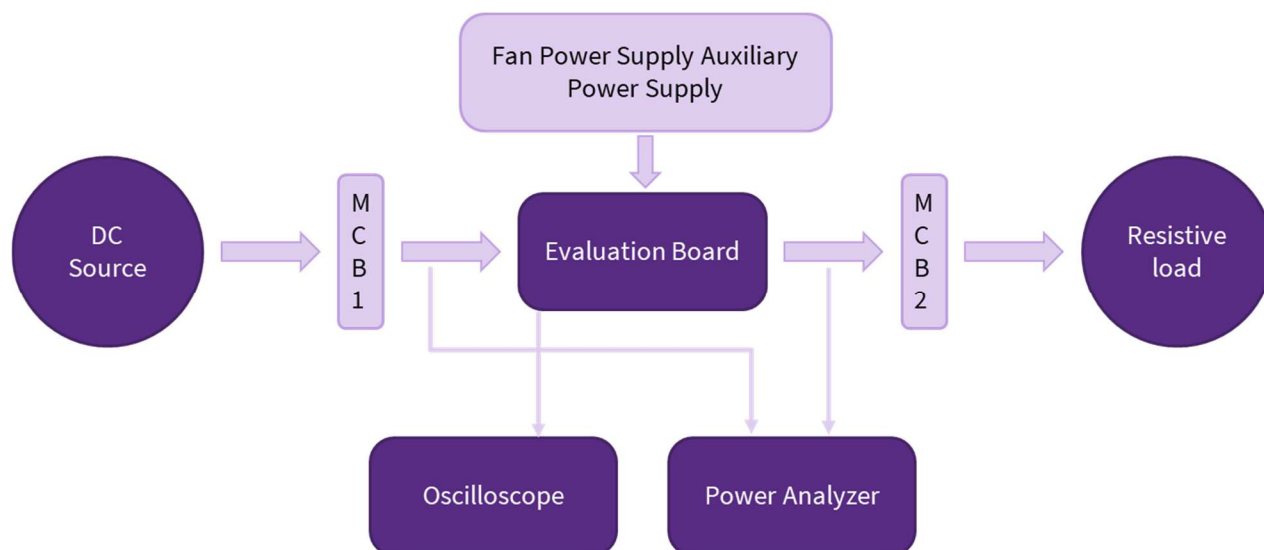 Fan Power Supply Auxiliary
Power Supply
DC
Source
M
C
B
1
Evaluation Board
M
C
B
2
Resistive
load
Oscilloscope
Power Analyzer